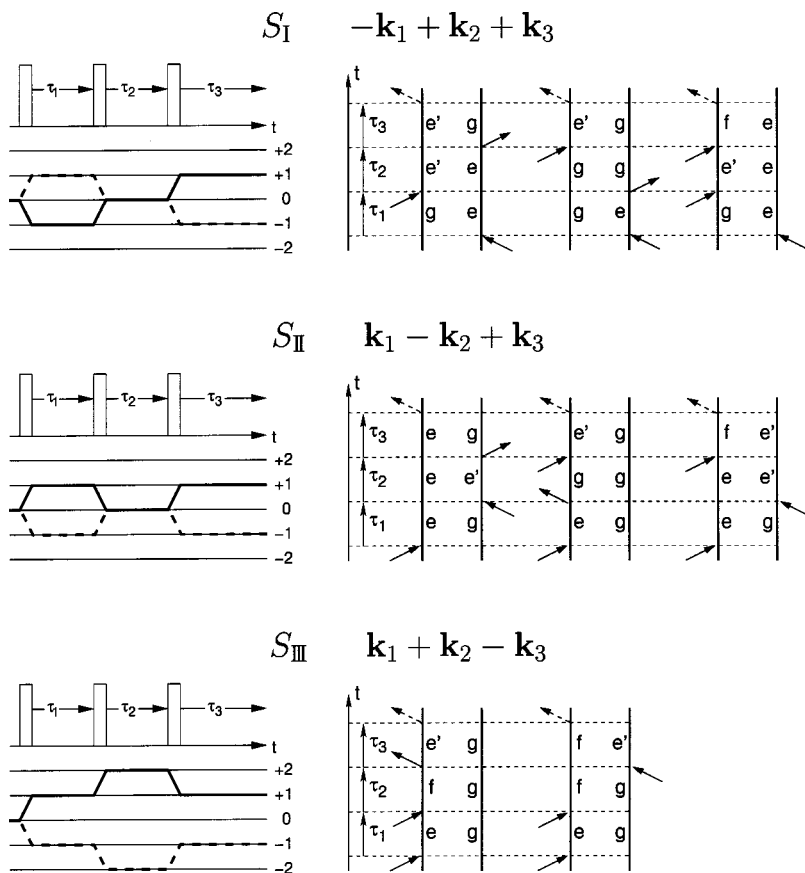 S_I −k₁ + k₂ + k₃
τ₁ τ₂ τ₃
t
+2
+1
0
−1
−2
t
τ₃ e' g e' g f e
τ₂ e' e g g e' e
τ₁ g e g e g e
S_II k₁ − k₂ + k₃
τ₁ τ₂ τ₃
t
+2
+1
0
−1
−2
t
τ₃ e g e' g f e'
τ₂ e e' g g e e'
τ₁ e g e g e g
S_III k₁ + k₂ − k₃
τ₁ τ₂ τ₃
t
+2
+1
0
−1
−2
t
τ₃ e' g f e'
τ₂ f g f g
τ₁ e g e g